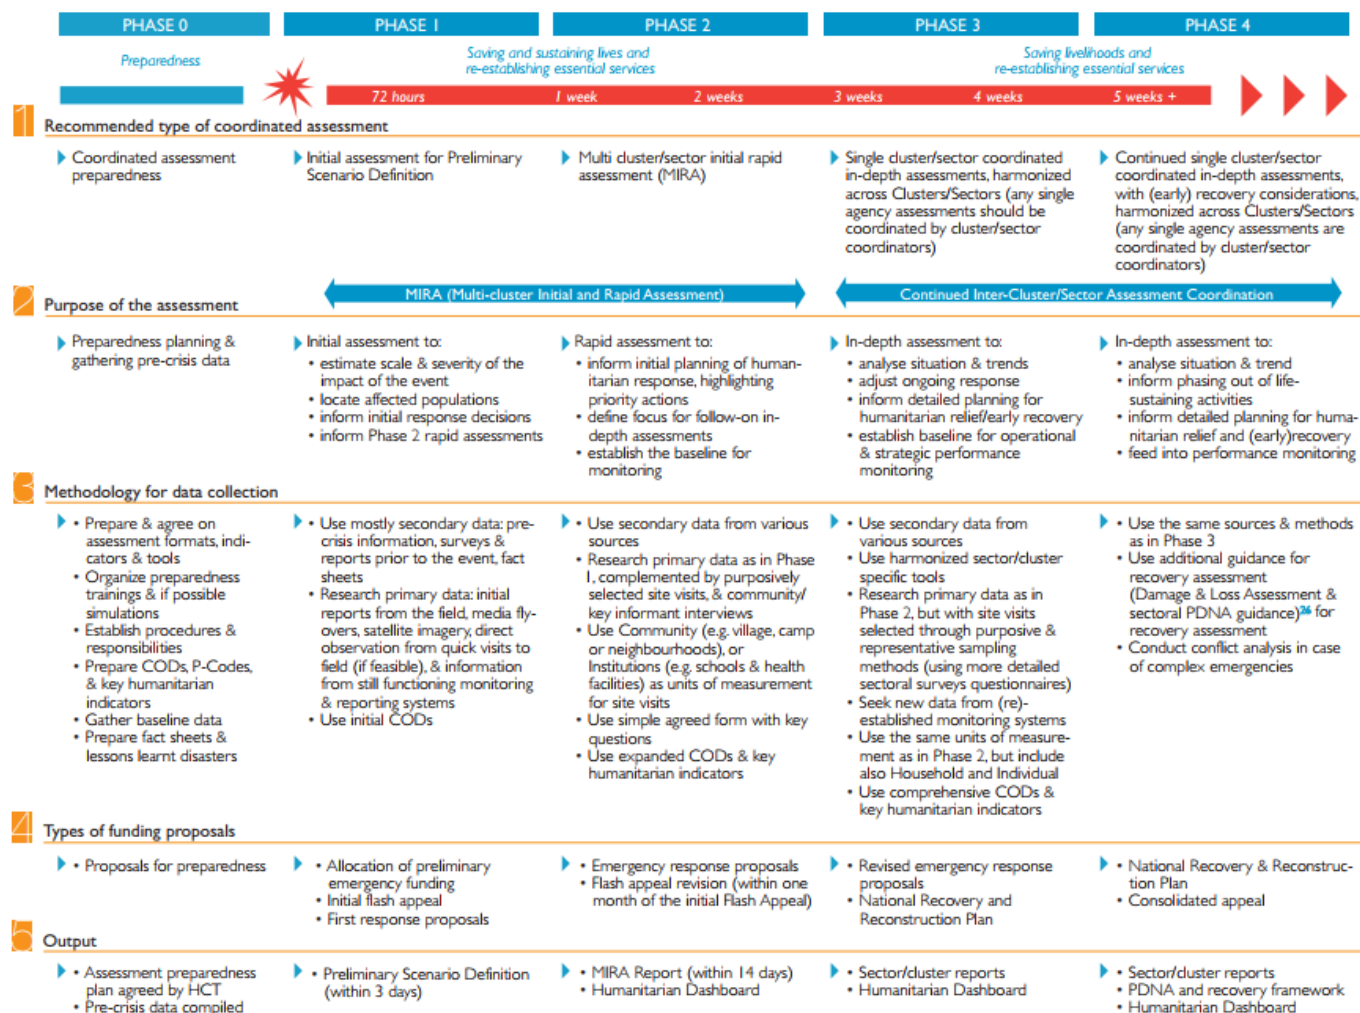 PHASE 0
PHASE 1
PHASE 2
PHASE 3
PHASE 4
Preparedness
Saving and sustaining lives and
re-establishing essential services
Saving livelihoods and
re-establishing essential services
72 hours
1 week
2 weeks
3 weeks
4 weeks
5 weeks +
1
Recommended type of coordinated assessment
Coordinated assessment
preparedness
Initial assessment for Preliminary
Scenario Definition
Multi cluster/sector initial rapid
assessment (MIRA)
Single cluster/sector coordinated
in-depth assessments, harmonized
across Clusters/Sectors (any single
agency assessments should be
coordinated by cluster/sector
coordinators)
Continued single cluster/sector
coordinated in-depth assessments,
with (early) recovery considerations,
harmonized across Clusters/Sectors
(any single agency assessments are
coordinated by cluster/sector
coordinators)
MIRA (Multi-cluster Initial and Rapid Assessment)
Continued Inter-Cluster/Sector Assessment Coordination
2
Purpose of the assessment
Preparedness planning &
gathering pre-crisis data
Initial assessment to:
• estimate scale & severity of the
impact of the event
• locate affected populations
• inform initial response decisions
• inform Phase 2 rapid assessments
Rapid assessment to:
• inform initial planning of human-
itarian response, highlighting
priority actions
• define focus for follow-on in-
depth assessments
• establish the baseline for
monitoring
In-depth assessment to:
• analyse situation & trends
• adjust ongoing response
• inform detailed planning for
humanitarian relief/early recovery
• establish baseline for operational
& strategic performance
monitoring
In-depth assessment to:
• analyse situation & trend
• inform phasing out of life-
sustaining activities
• inform detailed planning for huma-
nitarian relief and (early)recovery
• feed into performance monitoring
3
Methodology for data collection
• Prepare & agree on
assessment formats, indi-
cators & tools
• Organize preparedness
trainings & if possible
simulations
• Establish procedures &
responsibilities
• Prepare CODs, P-Codes,
& key humanitarian
indicators
• Gather baseline data
• Prepare fact sheets &
lessons learnt disasters
• Use mostly secondary data: pre-
crisis information, surveys &
reports prior to the event, fact
sheets
• Research primary data: initial
reports from the field, media fly-
overs, satellite imagery, direct
observation from quick visits to
field (if feasible), & information
from still functioning monitoring
& reporting systems
• Use initial CODs
• Use secondary data from various
sources
• Research primary data as in Phase
1, complemented by purposively
selected site visits, & community/
key informant interviews
• Use Community (e.g. village, camp
or neighbourhoods), or
Institutions (e.g. schools & health
facilities) as units of measurement
for site visits
• Use simple agreed form with key
questions
• Use expanded CODs & key
humanitarian indicators
• Use secondary data from
various sources
• Use harmonized sector/cluster
specific tools
• Research primary data as in
Phase 2, but with site visits
selected through purposive &
representative sampling
methods (using more detailed
sectoral surveys questionnaires)
• Seek new data from (re)-
established monitoring systems
• Use the same units of measure-
ment as in Phase 2, but include
also Household and Individual
• Use comprehensive CODs &
key humanitarian indicators
• Use the same sources & methods
as in Phase 3
• Use additional guidance for
recovery assessment
(Damage & Loss Assessment &
sectoral PDNA guidance)26 for
recovery assessment
• Conduct conflict analysis in case
of complex emergencies
4
Types of funding proposals
• Proposals for preparedness
• Allocation of preliminary
emergency funding
• Initial flash appeal
• First response proposals
• Emergency response proposals
• Flash appeal revision (within one
month of the initial Flash Appeal)
• Revised emergency response
proposals
• National Recovery and
Reconstruction Plan
• National Recovery & Reconstruc-
tion Plan
• Consolidated appeal
5
Output
• Assessment preparedness
plan agreed by HCT
• Pre-crisis data compiled
• Preliminary Scenario Definition
(within 3 days)
• MIRA Report (within 14 days)
• Humanitarian Dashboard
• Sector/cluster reports
• Humanitarian Dashboard
• Sector/cluster reports
• PDNA and recovery framework
• Humanitarian Dashboard